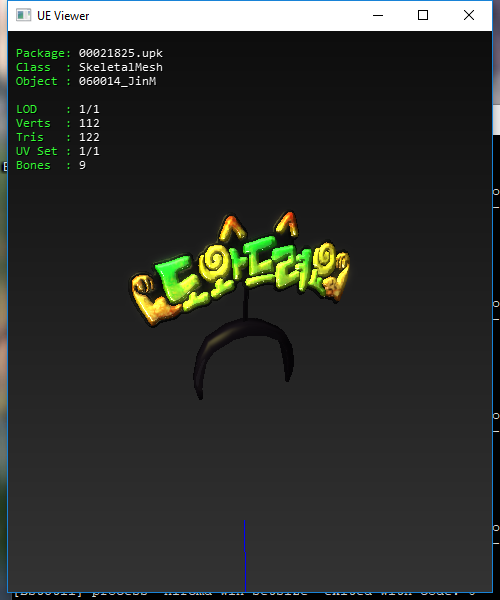 UE Viewer
Package: 00021825.upk
Class : SkeletalMesh
Object : 060014_JinM
LOD : 1/1
Verts : 112
Tris : 122
UV Set : 1/1
Bones : 9
도와드려요